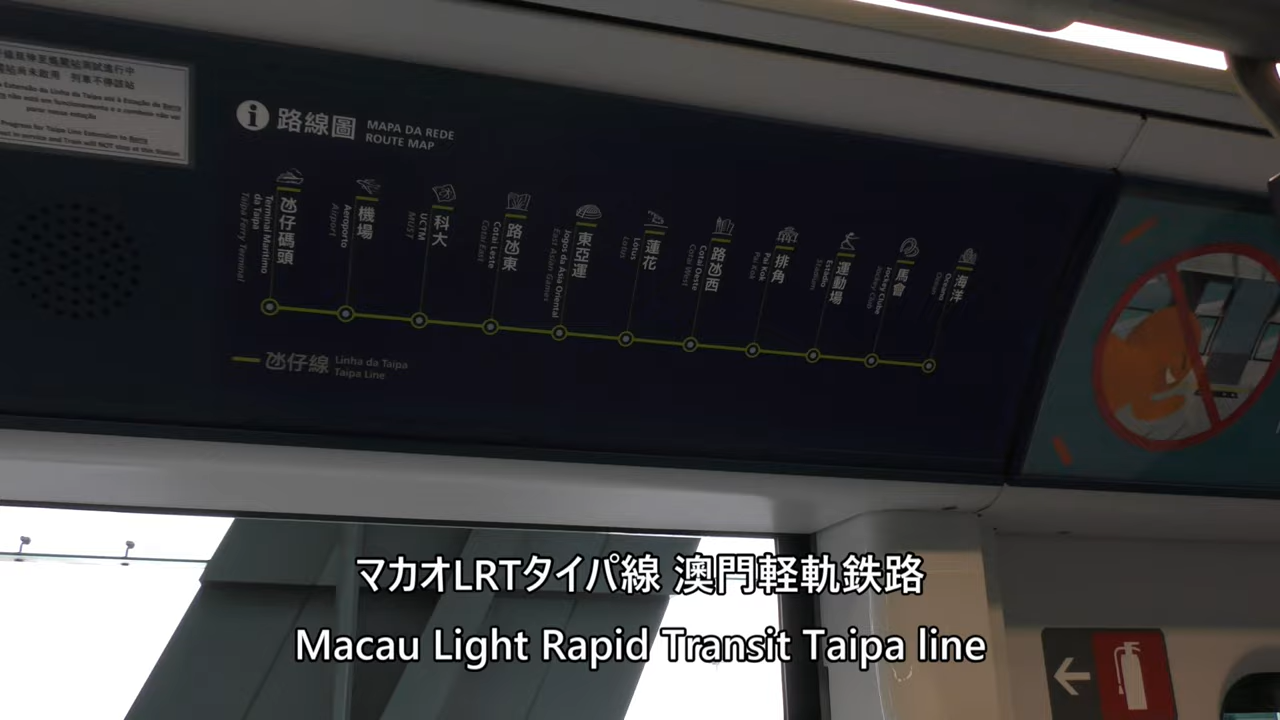 路線圖
MAPA DA REDE
ROUTE MAP
氹仔碼頭
Terminal Marítimo
da Taipa
Taipa Ferry Terminal
機場
Aeroporto
Airport
科大
UCTM
MUST
路氹東
Cotai Leste
Cotai East
東亞運
Jogos da Ásia Oriental
East Asian Games
蓮花
Lótus
Lotus
路氹西
Cotai Oeste
Cotai West
排角
Pai Kok
Pai Kok
運動場
Estádio
Stadium
馬會
Jockey Clube
Jockey Club
海洋
Oceano
Ocean
氹仔線
Linha da Taipa
Taipa Line
マカオLRTタイパ線 澳門軽軌鉄路
Macau Light Rapid Transit Taipa line